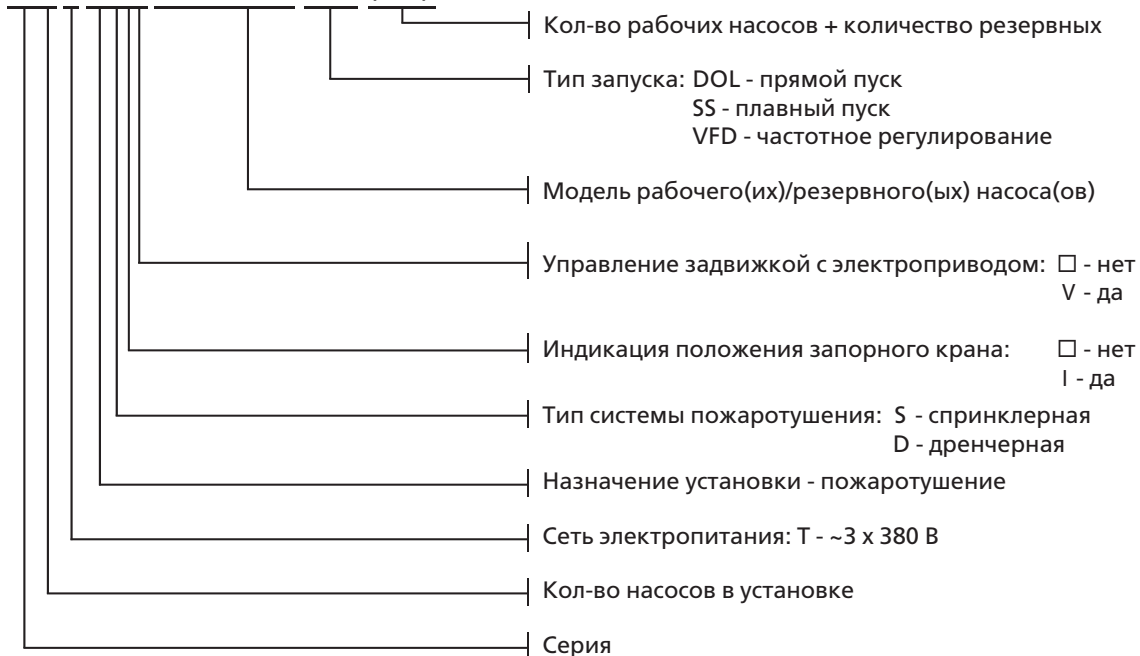 Кол-во рабочих насосов + количество резервных
Тип запуска: DOL - прямой пуск
SS - плавный пуск
VFD - частотное регулирование
Модель рабочего(их)/резервного(ых) насоса(ов)
Управление задвижкой с электроприводом: □ - нет
V - да
Индикация положения запорного крана: □ - нет
I - да
Тип системы пожаротушения: S - спринклерная
D - дренчерная
Назначение установки - пожаротушение
Сеть электропитания: Т - ~3 х 380 В
Кол-во насосов в установке
Серия